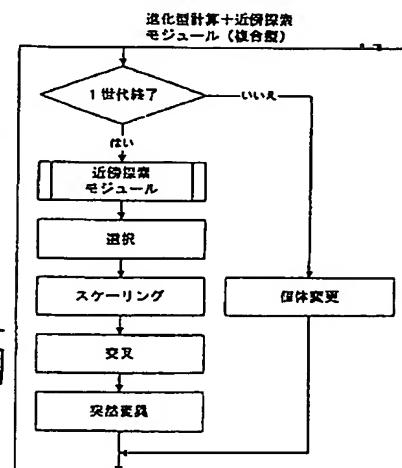 進化型計算＋近傍探索
モジュール（複合型）
1世代終了
いいえ
はい
近傍探索
モジュール
選択
スケーリング
個体変更
交叉
突然変異